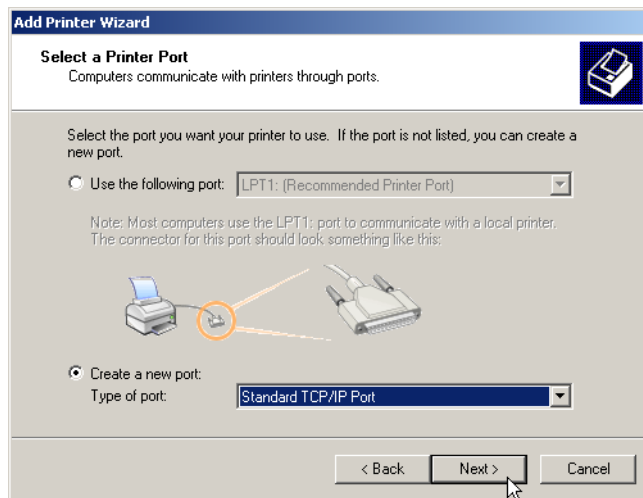 Add Printer Wizard
Select a Printer Port
Computers communicate with printers through ports.
Select the port you want your printer to use. If the port is not listed, you can create a
new port.
Use the following port: LPT1: (Recommended Printer Port)
Note: Most computers use the LPT1: port to communicate with a local printer.
The connector for this port should look something like this:
Create a new port:
Type of port: Standard TCP/IP Port
< Back Next > Cancel